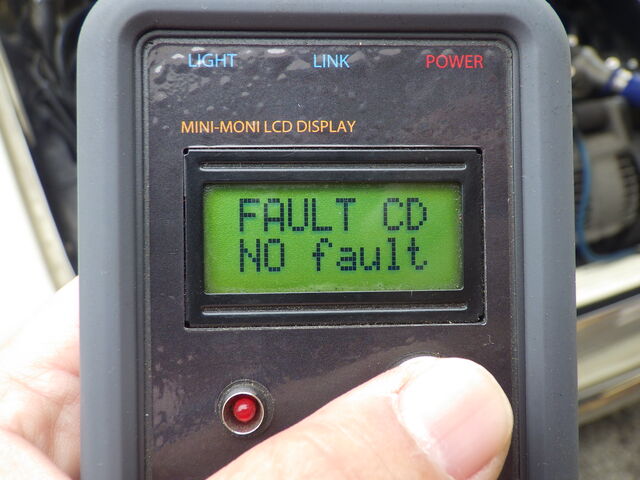 LIGHT LINK POWER
MINI-MONI LCD DISPLAY
FAULT CD
NO fault